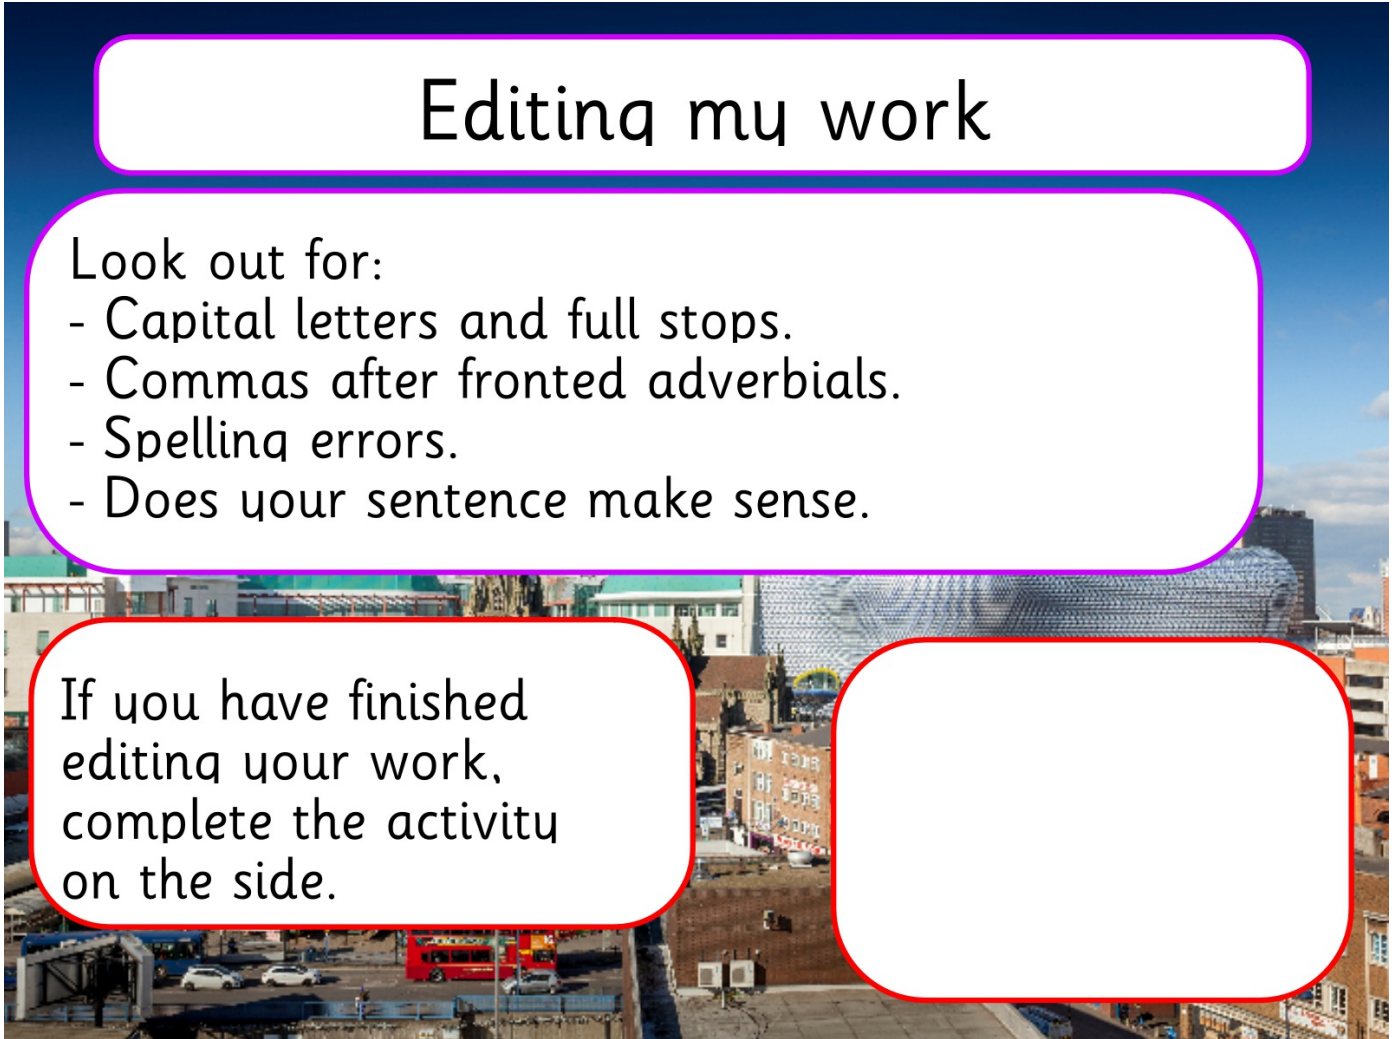 Editing my work
Look out for:
- Capital letters and full stops.
- Commas after fronted adverbials.
- Spelling errors.
- Does your sentence make sense.
If you have finished
editing your work,
complete the activity
on the side.